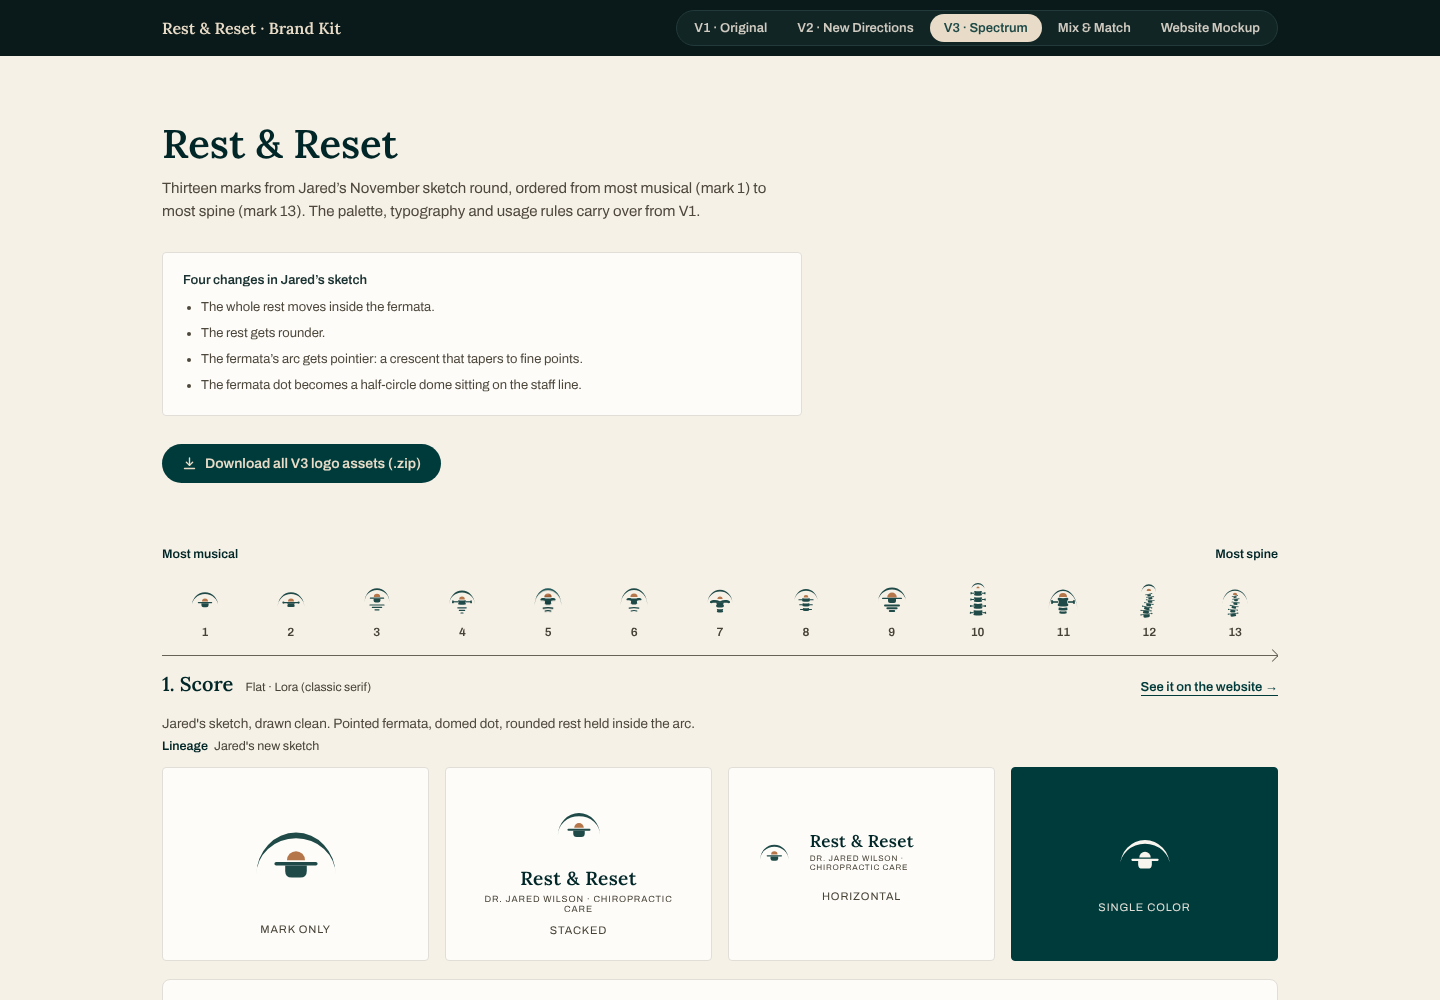 Rest & Reset · Brand Kit
V1 · Original
V2 · New Directions
V3 · Spectrum
Mix & Match
Website Mockup
Rest & Reset
Thirteen marks from Jared’s November sketch round, ordered from most musical (mark 1) to
most spine (mark 13). The palette, typography and usage rules carry over from V1.
Four changes in Jared’s sketch
• The whole rest moves inside the fermata.
• The rest gets rounder.
• The fermata’s arc gets pointier: a crescent that tapers to fine points.
• The fermata dot becomes a half-circle dome sitting on the staff line.
Download all V3 logo assets (.zip)
Most musical
Most spine
1 2 3 4 5 6 7 8 9 10 11 12 13
1. Score
Flat · Lora (classic serif)
See it on the website →
Jared's sketch, drawn clean. Pointed fermata, domed dot, rounded rest held inside the arc.
Lineage Jared's new sketch
MARK ONLY
Rest & Reset
DR. JARED WILSON · CHIROPRACTIC
CARE
STACKED
Rest & Reset
DR. JARED WILSON ·
CHIROPRACTIC CARE
HORIZONTAL
SINGLE COLOR